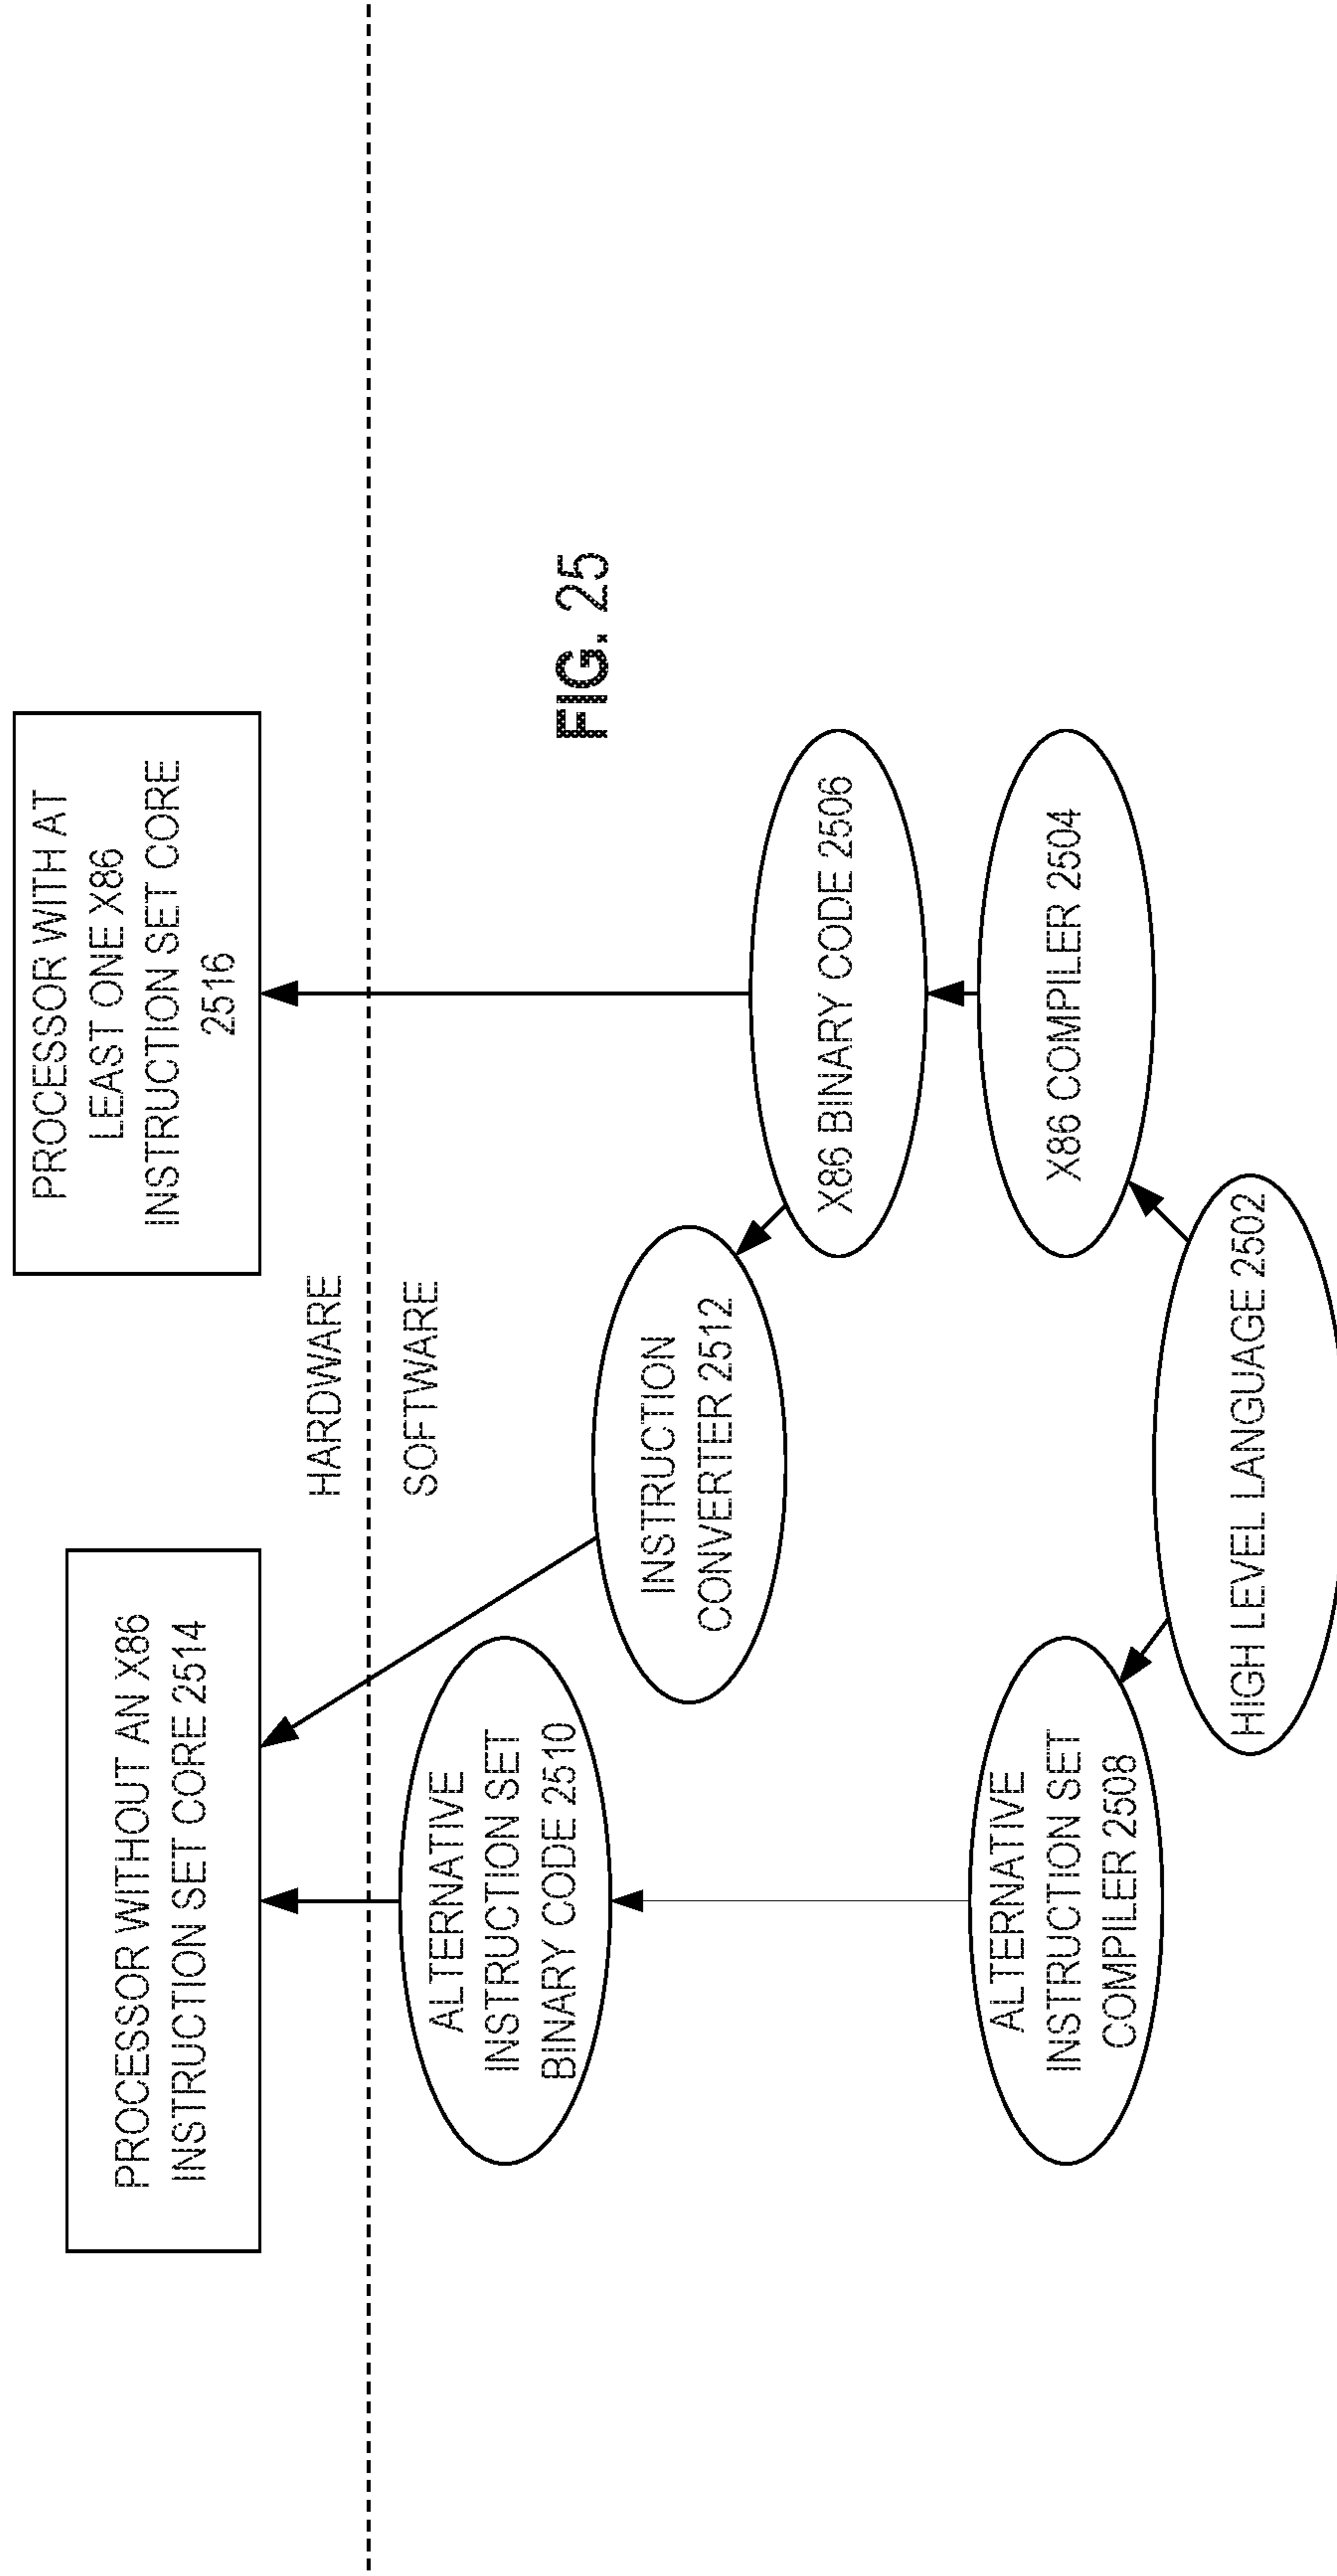 PROCESSOR WITHOUT AN X86
INSTRUCTION SET CORE 2514
PROCESSOR WITH AT
LEAST ONE X86
INSTRUCTION SET CORE
2516
HARDWARE
SOFTWARE
ALTERNATIVE
INSTRUCTION SET
BINARY CODE 2510
INSTRUCTION
CONVERTER 2512
FIG. 25
X86 BINARY CODE 2506
ALTERNATIVE
INSTRUCTION SET
COMPILER 2508
X86 COMPILER 2504
HIGH LEVEL LANGUAGE 2502